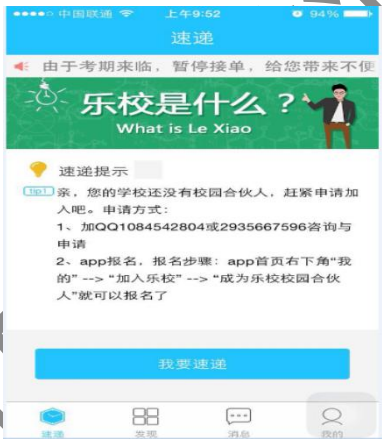 中国联通 上午9:52 94%
速递
由于考期来临，暂停接单，给您带来不便
乐校是什么？
What is Le Xiao
速递提示
tip1 亲，您的学校还没有校园合伙人，赶紧申请加
入吧。申请方式：
1、加QQ1084542804或2935667596咨询与
申请
2、app报名，报名步骤：app首页右下角“我
的” --> “加入乐校” --> “成为乐校校园合伙
人”就可以报名了
我要速递
速递 发现 消息 我的